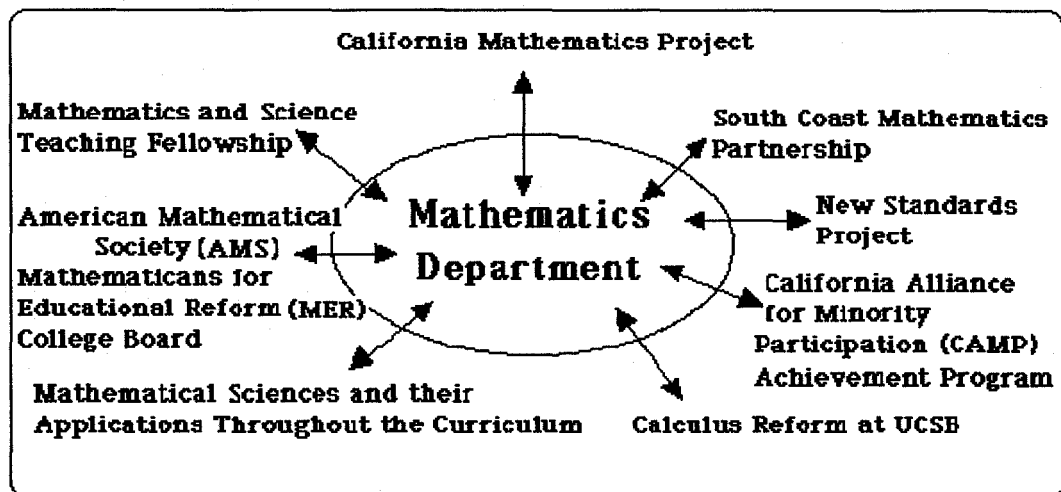 California Mathematics Project
Mathematics and Science
Teaching Fellowship
South Coast Mathematics
Partnership
American Mathematical
Society (AMS)
Mathematicans for
Educational Reform (MER)
College Board
Mathematics
Department
New Standards
Project
California Alliance
for Minority
Participation (CAMP)
Achievement Program
Mathematical Sciences and their
Applications Throughout the Curriculum
Calculus Reform at UCSB